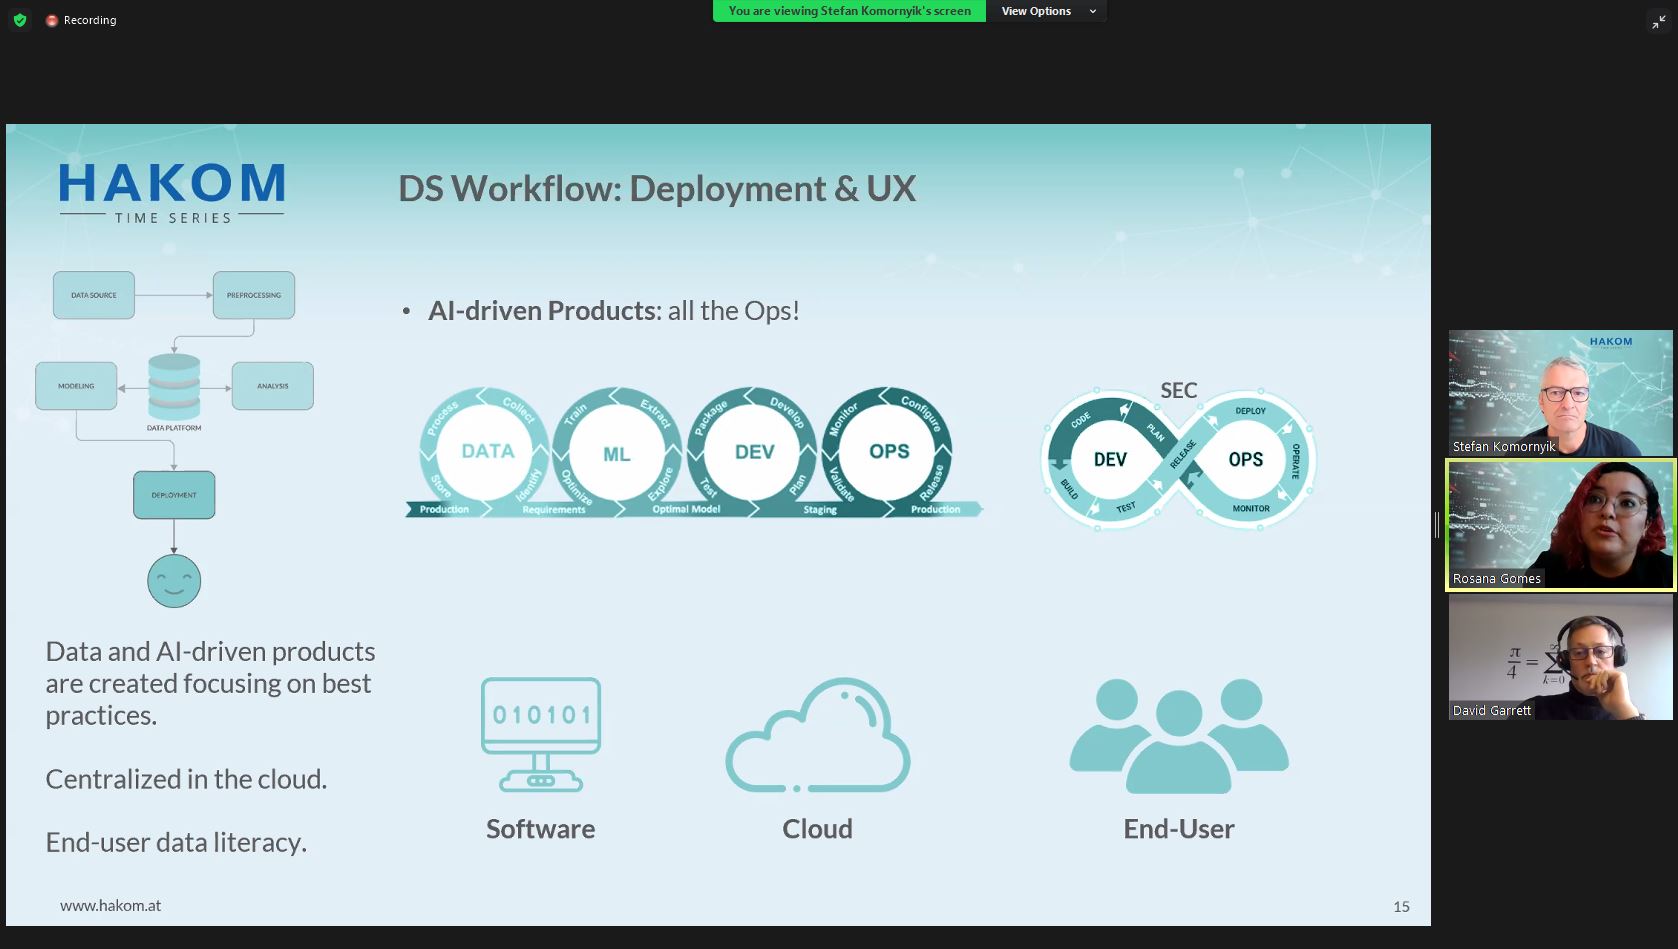 Recording
You are viewing Stefan Komornyik's screen
View Options
HAKOM
TIME SERIES
DS Workflow: Deployment & UX
DATA SOURCE
PREPROCESSING
MODELING
ANALYSIS
DATA PLATFORM
DEPLOYMENT
• AI-driven Products: all the Ops!
Process
Collect
DATA
Store
Identify
Train
Extract
ML
Optimize
Explore
Package
Develop
DEV
Test
Plan
Monitor
Configure
OPS
Validate
Release
Production
Requirements
Optimal Model
Staging
Production
SEC
CODE
PLAN
DEV
BUILD
TEST
RELEASE
DEPLOY
OPS
OPERATE
MONITOR
Data and AI-driven products
are created focusing on best
practices.
Centralized in the cloud.
End-user data literacy.
010101
Software
Cloud
End-User
www.hakom.at
15
HAKOM
Stefan Komornyik
Rosana Gomes
π
4
=
∞
Σ
k=0
David Garrett